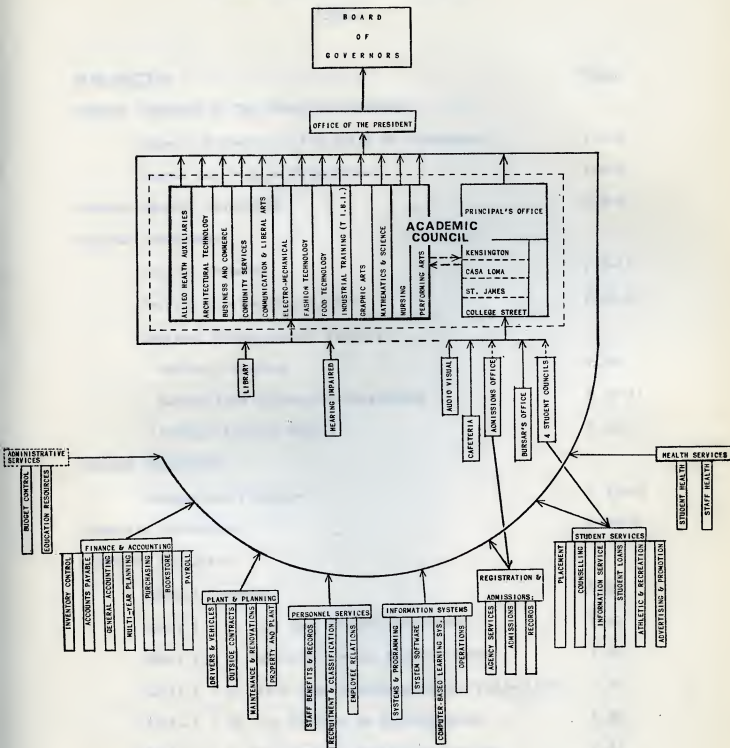 BOARD
OF
GOVERNORS
OFFICE OF THE PRESIDENT
ALLIED HEALTH AUXILIARIES
ARCHITECTURAL TECHNOLOGY
BUSINESS AND COMMERCE
COMMUNITY SERVICES
COMMUNICATION & LIBERAL ARTS
ELECTRO-MECHANICAL
FASHION TECHNOLOGY
FOOD TECHNOLOGY
INDUSTRIAL TRAINING (T.I.B.I.)
GRAPHIC ARTS
MATHEMATICS & SCIENCE
NURSING
PERFORMING ARTS
PRINCIPAL'S OFFICE
ACADEMIC
COUNCIL
KENSINGTON
CASA LOMA
ST. JAMES
COLLEGE STREET
LIBRARY
HEARING IMPAIRED
AUDIO VISUAL
CAFETERIA
ADMISSIONS OFFICE
BURSAR'S OFFICE
4 STUDENT COUNCILS
ADMINISTRATIVE
SERVICES
BUDGET CONTROL
EDUCATION RESOURCES
HEALTH SERVICES
STUDENT HEALTH
STAFF HEALTH
FINANCE & ACCOUNTING
INVENTORY CONTROL
ACCOUNTS PAYABLE
GENERAL ACCOUNTING
MULTI-YEAR PLANNING
PURCHASING
BOOKSTORE
PAYROLL
STUDENT SERVICES
PLACEMENT
COUNSELLING
INFORMATION SERVICE
STUDENT LOANS
ATHLETIC & RECREATION
ADVERTISING & PROMOTION
PLANT & PLANNING
DRIVERS & VEHICLES
OUTSIDE CONTRACTS
MAINTENANCE & RENOVATIONS
PROPERTY AND PLANT
PERSONNEL SERVICES
STAFF BENEFITS & RECORDS
RECRUITMENT & CLASSIFICATION
EMPLOYEE RELATIONS
INFORMATION SYSTEMS
SYSTEMS & PROGRAMMING
SYSTEM SOFTWARE
COMPUTER-BASED LEARNING SYS.
OPERATIONS
REGISTRATION &
ADMISSIONS:
AGENCY SERVICES
ADMISSIONS
RECORDS